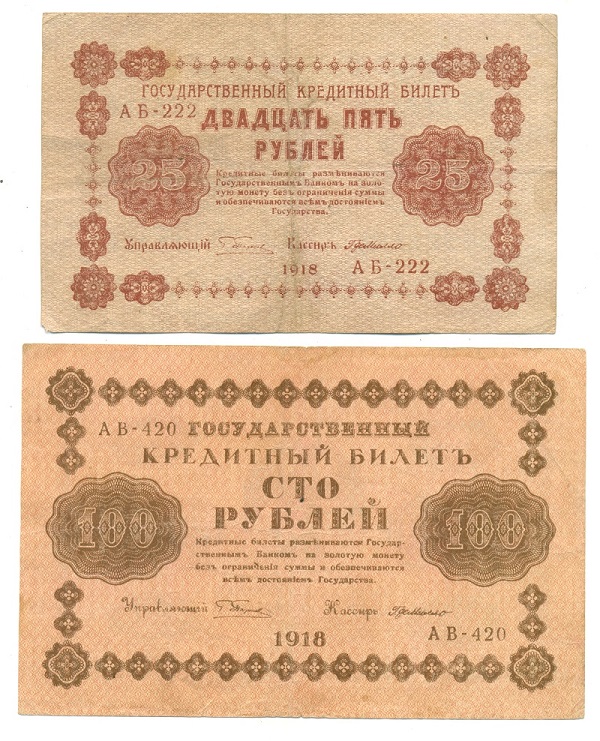 ГОСУДАРСТВЕННЫЙ КРЕДИТНЫЙ БИЛЕТЪ
АБ-222
ДВАДЦАТЬ ПЯТЬ
РУБЛЕЙ
25
25
Кредитные билеты размѣниваются
Государственнымъ Банкомъ на золо-
тую монету безъ ограниченія суммы
и обезпечиваются всѣмъ достояніемъ
Государства.
Управляющій
Кассиръ
1918
АБ-222
АВ-420
ГОСУДАРСТВЕННЫЙ
КРЕДИТНЫЙ БИЛЕТЪ
СТО
РУБЛЕЙ
100
100
Кредитные билеты размѣниваются Государ-
ственнымъ Банкомъ на золотую монету
безъ ограниченія суммы и обезпечиваются
всѣмъ достояніемъ Государства.
Управляющій
Кассиръ
1918
АВ-420